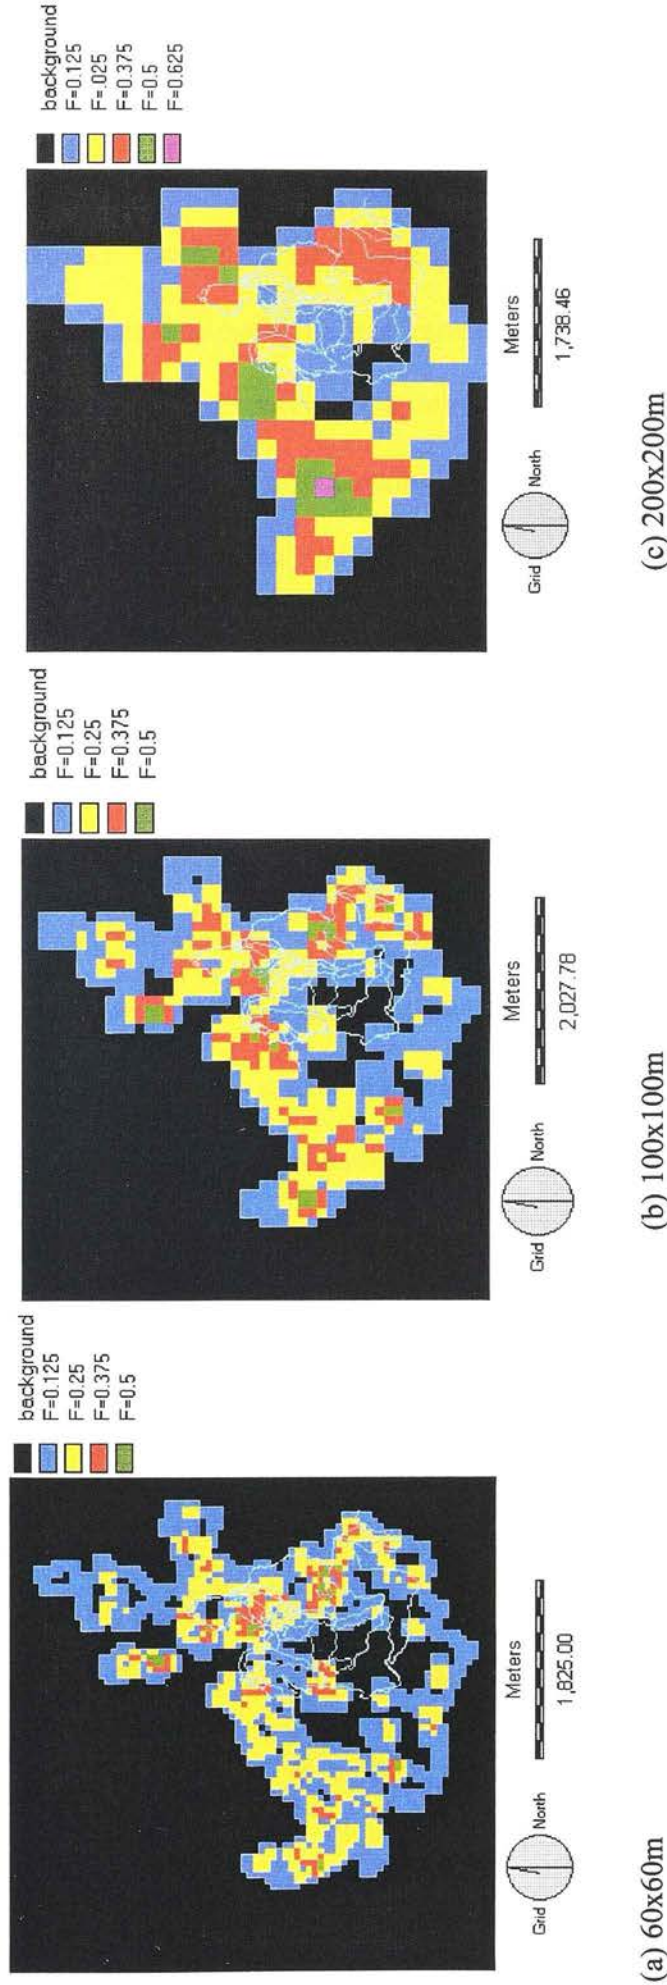 background
F=0.125
F=0.25
F=0.375
F=0.5
Meters
1,825.00
Grid
North
(a) 60x60m
background
F=0.125
F=0.25
F=0.375
F=0.5
Meters
2,027.78
Grid
North
(b) 100x100m
background
F=0.125
F=.025
F=0.375
F=0.5
F=0.625
Meters
1,738.46
Grid
North
(c) 200x200m